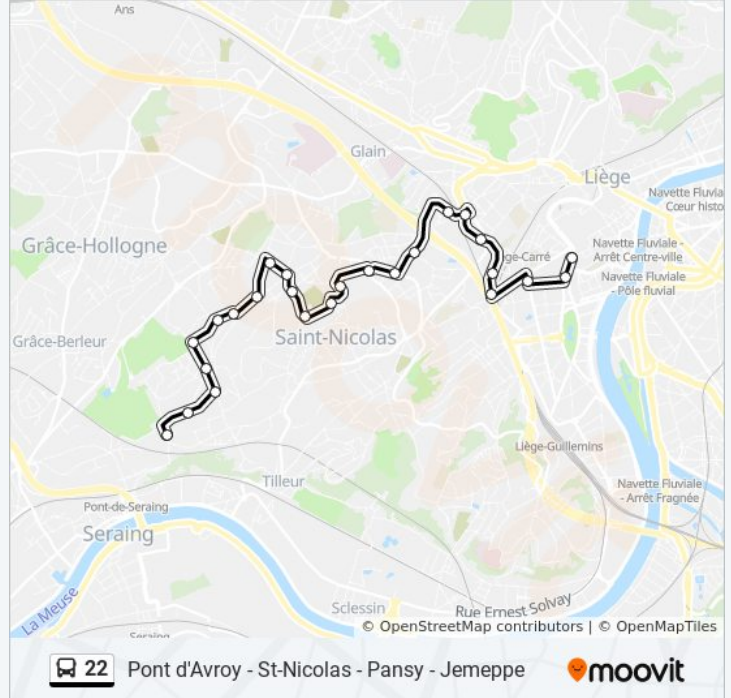 Ans
Glain
Liège
Navette Fluvia
Cœur histo
Grâce-Hollogne
ge-Carré
Navette Fluviale -
Arrêt Centre-ville
Navette Fluviale
- Pôle fluvial
Grâce-Berleur
Saint-Nicolas
Liège-Guillemins
Tilleur
Navette Fluviale
- Arrêt Fragnée
Pont-de-Seraing
Seraing
La Meuse
Sclessin
Rue Ernest Solvay
© OpenStreetMap contributors | © OpenMapTiles
Seraing
22 Pont d'Avroy - St-Nicolas - Pansy - Jemeppe
moovit